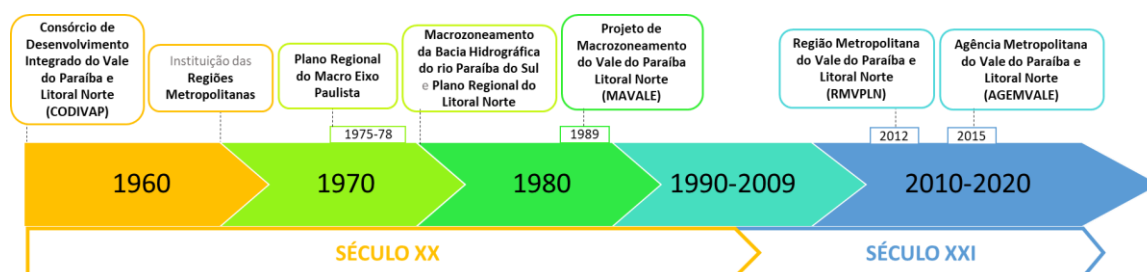 Consórcio de
Desenvolvimento
Integrado do Vale
do Paraíba e
Litoral Norte
(CODIVAP)
Instituição das
Regiões
Metropolitanas
Plano Regional
do Macro Eixo
Paulista
Macrozoneamento
da Bacia Hidrográfica
do rio Paraíba do Sul
e Plano Regional do
Litoral Norte
Projeto de
Macrozoneamento
do Vale do Paraíba
Litoral Norte
(MAVALE)
Região Metropolitana
do Vale do Paraíba e
Litoral Norte
(RMVPLN)
Agência Metropolitana
do Vale do Paraíba e
Litoral Norte
(AGEMVALE)
1975-78
1989
2012
2015
1960
1970
1980
1990-2009
2010-2020
SÉCULO XX
SÉCULO XXI